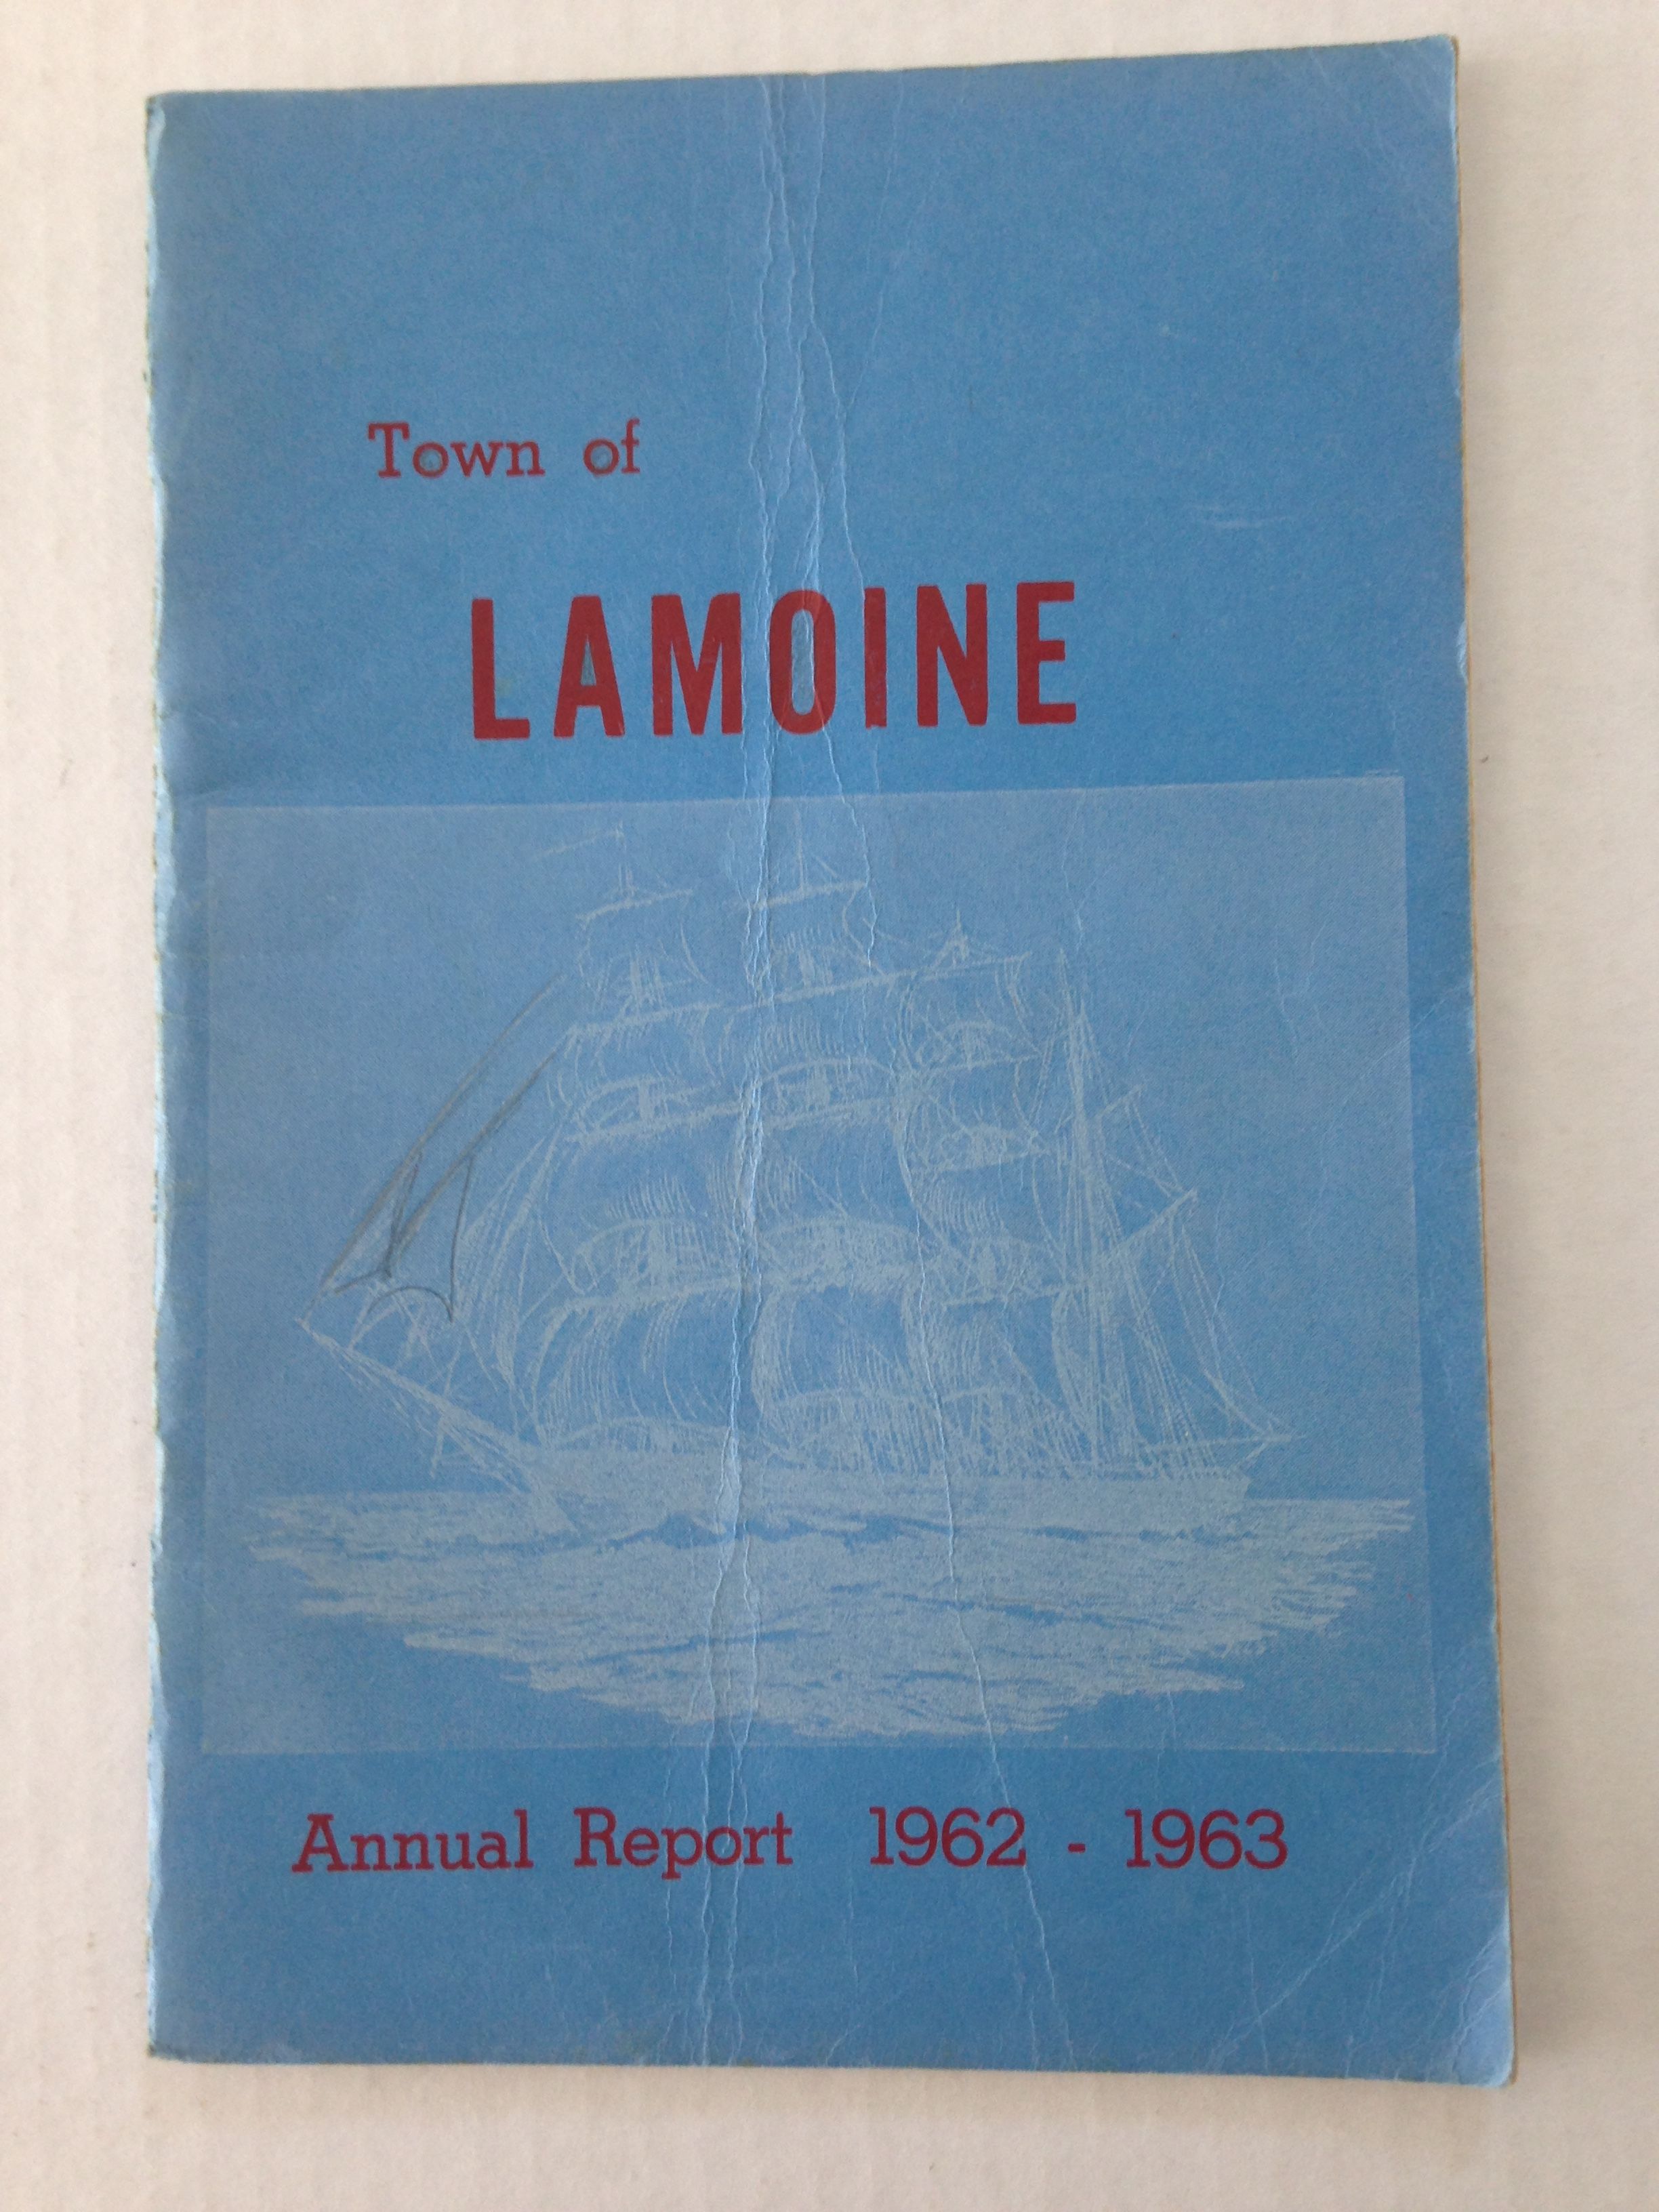 Town of
LAMOINE
Annual Report 1962 - 1963